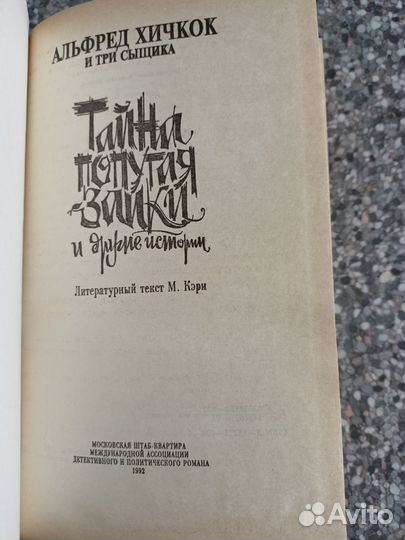 АЛЬФРЕД ХИЧКОК
И ТРИ СЫЩИКА
Тайна
попугая
-заики
и другие истории
Литературный текст М. Кэри
МОСКОВСКАЯ ШТАБ-КВАРТИРА
МЕЖДУНАРОДНОЙ АССОЦИАЦИИ
ДЕТЕКТИВНОГО И ПОЛИТИЧЕСКОГО РОМАНА
1992
Avito